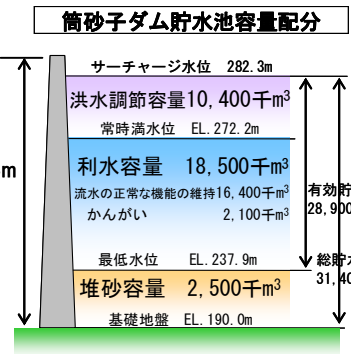 筒砂子ダム貯水池容量配分
サーチャージ水位 282.3m
洪水調節容量10,400千m³
常時満水位 EL.272.2m
利水容量 18,500千m³
流水の正常な機能の維持16,400千m³
かんがい 2,100千m³
有効貯
28,900
最低水位 EL.237.9m
総貯水
31,40
堆砂容量 2,500千m³
基礎地盤 EL.190.0m
m